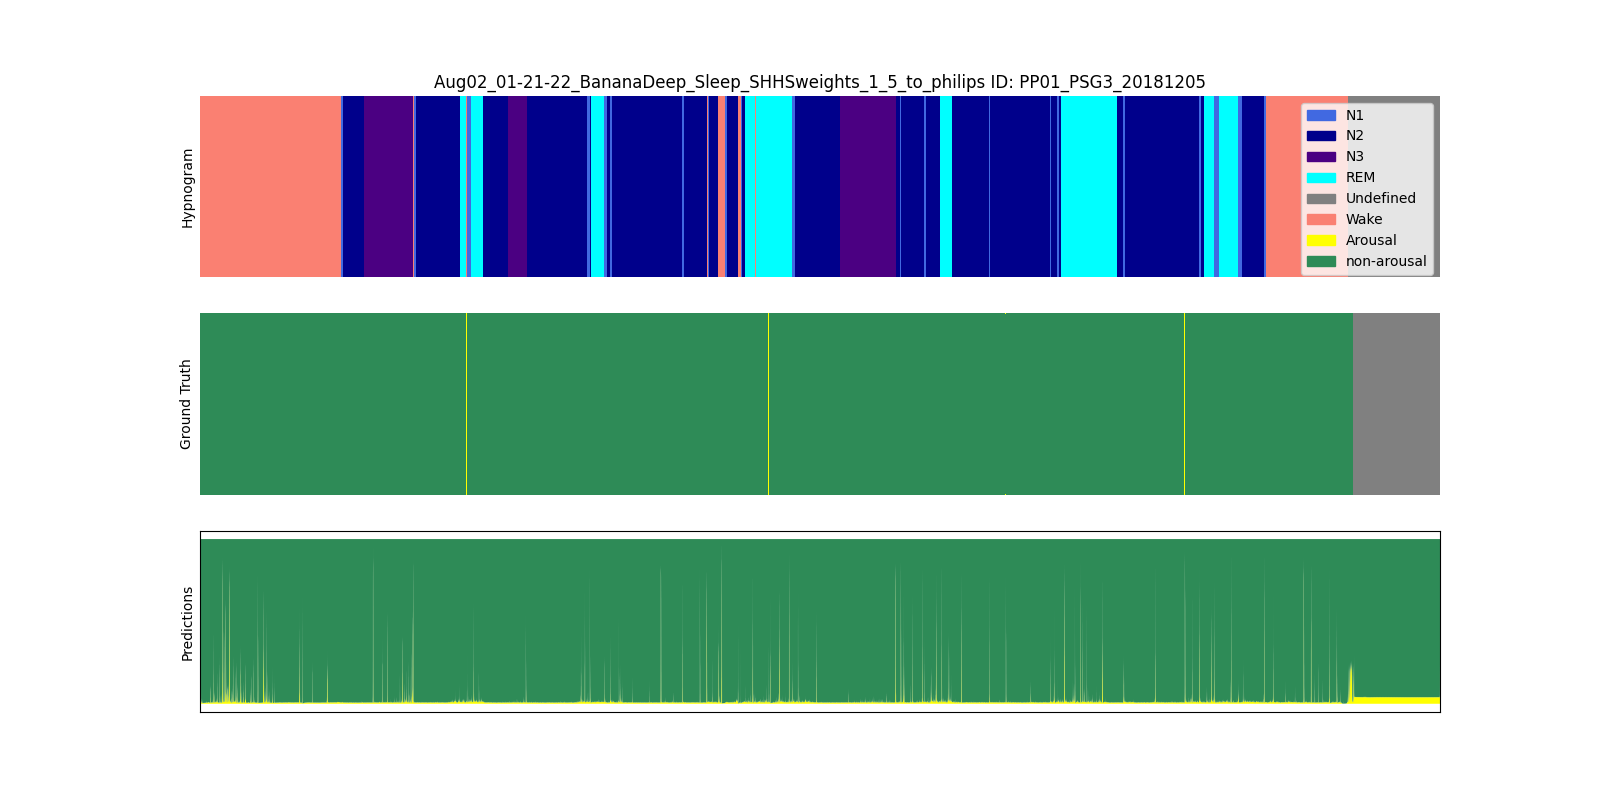 Aug02_01-21-22_BananaDeep_Sleep_SHHSweights_1_5_to_philips ID: PP01_PSG3_20181205
Hypnogram
N1
N2
N3
REM
Undefined
Wake
Arousal
non-arousal
Ground Truth
Predictions